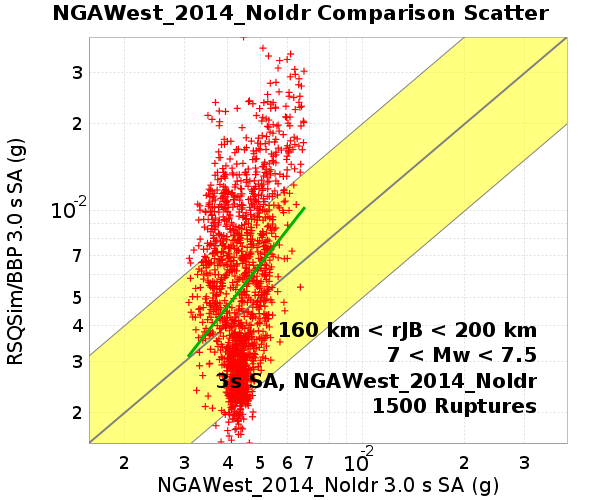 NGAWest_2014_NoIdr Comparison Scatter
RSQSim/BBP 3.0 s SA (g)
3
2
10-2
7
5
4
3
2
160 km < rJB < 200 km
7 < Mw < 7.5
3s SA, NGAWest_2014_NoIdr
1500 Ruptures
2 3 4 5 6 7 10-2 2 3
NGAWest_2014_NoIdr 3.0 s SA (g)